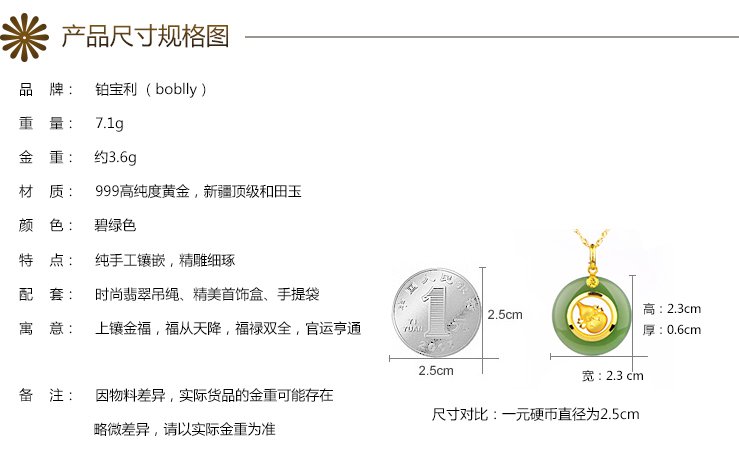 产品尺寸规格图
品 牌： 铂宝利（boblly）
重 量： 7.1g
金 重： 约3.6g
材 质： 999高纯度黄金，新疆顶级和田玉
颜 色： 碧绿色
特 点： 纯手工镶嵌，精雕细琢
配 套： 时尚翡翠吊绳、精美首饰盒、手提袋
寓 意： 上镶金福，福从天降，福禄双全，官运亨通
备 注： 因物料差异，实际货品的金重可能存在
略微差异，请以实际金重为准
1
YI
YUAN
2.5cm
2.5cm
高：2.3cm
厚：0.6cm
宽：2.3 cm
尺寸对比：一元硬币直径为2.5cm